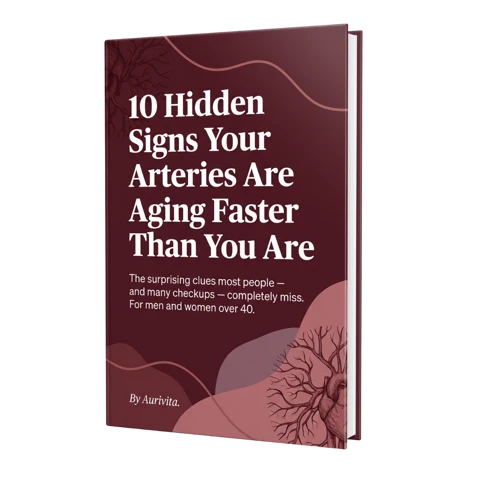 10 Hidden
Signs Your
Arteries Are
Aging Faster
Than You Are
The surprising clues most people —
and many checkups — completely miss.
For men and women over 40.
By Aurivita.